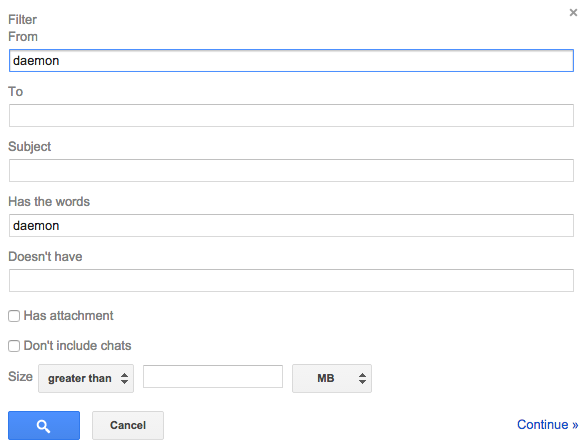 Filter
From
daemon
To
Subject
Has the words
daemon
Doesn't have
Has attachment
Don't include chats
Size greater than MB
Cancel Continue »